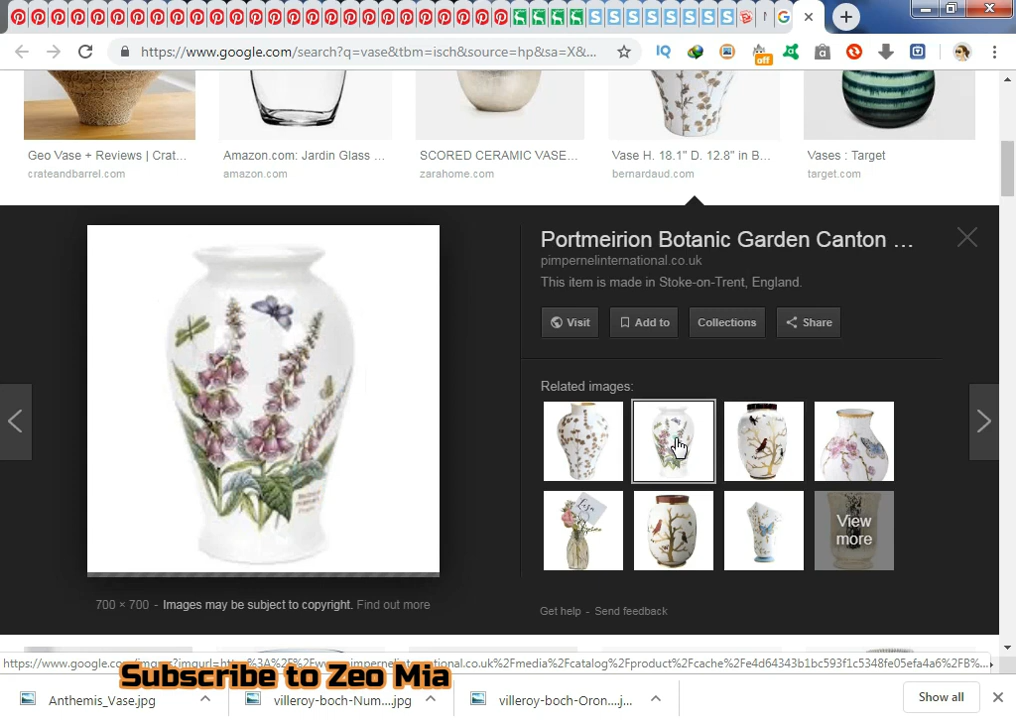 https://www.google.com/search?q=vase&tbm=isch&source=hp&sa=X&...
IQ
off
a
Geo Vase + Reviews | Crat...
crateandbarrel.com
Amazon.com: Jardin Glass ...
amazon.com
SCORED CERAMIC VASE...
zarahome.com
Vase H. 18.1" D. 12.8" in B...
bernardaud.com
Vases : Target
target.com
Portmeirion Botanic Garden Canton ...
pimpernelinternational.co.uk
This item is made in Stoke-on-Trent, England.
Visit
Add to
Collections
Share
Related images:
View more
700 × 700 - Images may be subject to copyright. Find out more
Get help - Send feedback
Subscribe to Zeo Mia
Anthemis_Vase.jpg
villeroy-boch-Num....jpg
villeroy-boch-Oron....j...
Show all